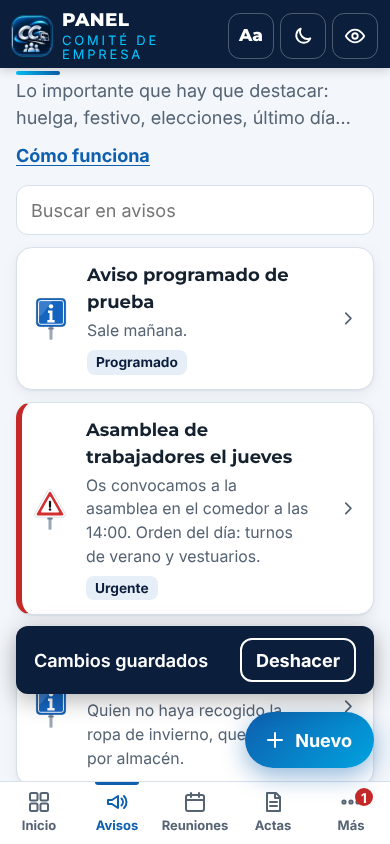 PANEL
COMITÉ DE
EMPRESA
Aa
Lo importante que hay que destacar:
huelga, festivo, elecciones, último día...
Cómo funciona
Buscar en avisos
Aviso programado de
prueba
Sale mañana.
Programado
Asamblea de
trabajadores el jueves
Os convocamos a la
asamblea en el comedor a las
14:00. Orden del día: turnos
de verano y vestuarios.
Urgente
Cambios guardados
Deshacer
Quien no haya recogido la
ropa de invierno, que
por almacén.
Nuevo
Inicio
Avisos
Reuniones
Actas
1
Más